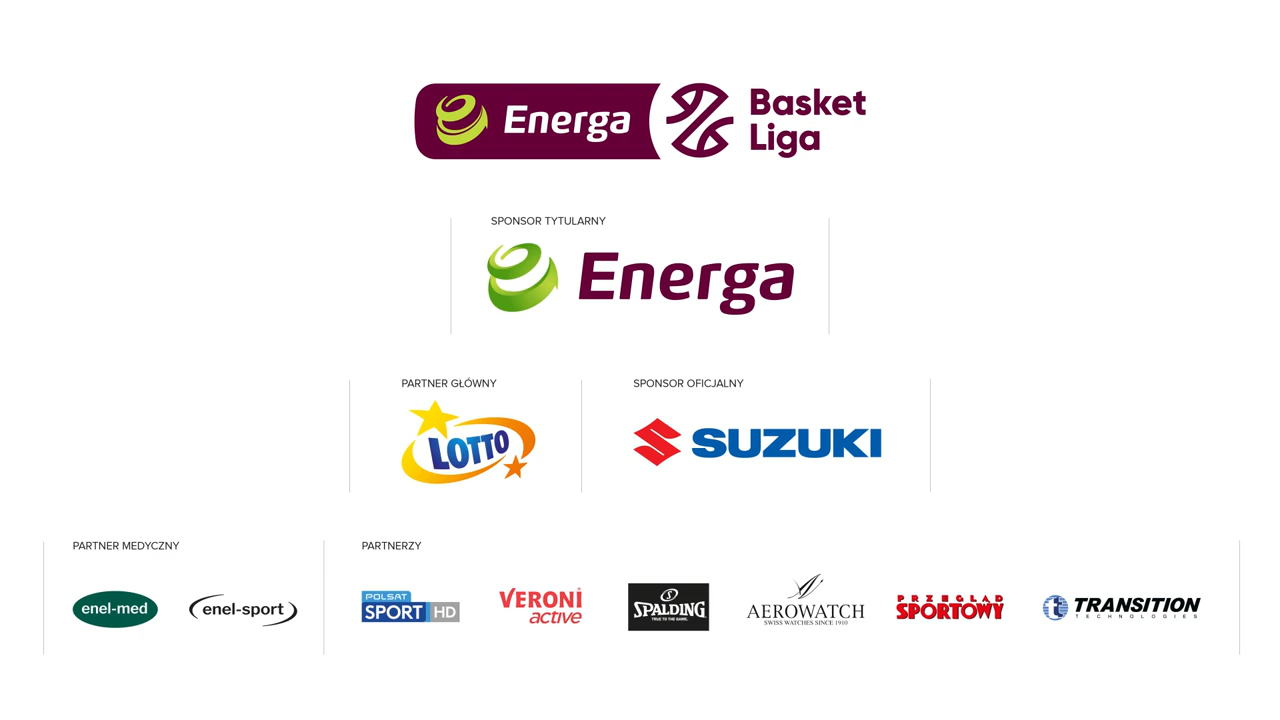 Energa
Basket
Liga
SPONSOR TYTULARNY
Energa
PARTNER GŁÓWNY
LOTTO
SPONSOR OFICJALNY
SUZUKI
PARTNER MEDYCZNY
enel-med
enel-sport
PARTNERZY
POLSAT
SPORT HD
VERONI
active
S
SPALDING
TRUE TO THE GAME.
AEROWATCH
SWISS WATCHES SINCE 1910
PRZEGLĄD
SPORTOWY
t TRANSITION
TECHNOLOGIES